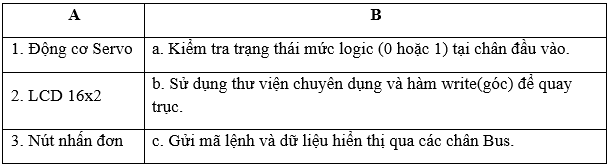 A
B
1. Động cơ Servo
a. Kiểm tra trạng thái mức logic (0 hoặc 1) tại chân đầu vào.
2. LCD 16x2
b. Sử dụng thư viện chuyên dụng và hàm write(góc) để quay
trục.
3. Nút nhấn đơn
c. Gửi mã lệnh và dữ liệu hiển thị qua các chân Bus.